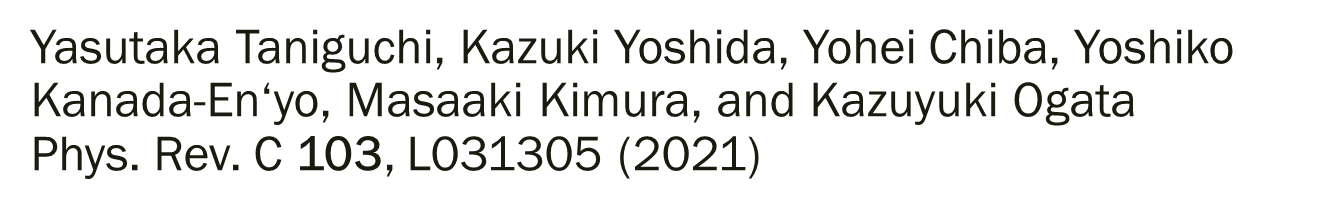 Yasutaka Taniguchi, Kazuki Yoshida, Yohei Chiba, Yoshiko
Kanada-En‘yo, Masaaki Kimura, and Kazuyuki Ogata
Phys. Rev. C 103, L031305 (2021)